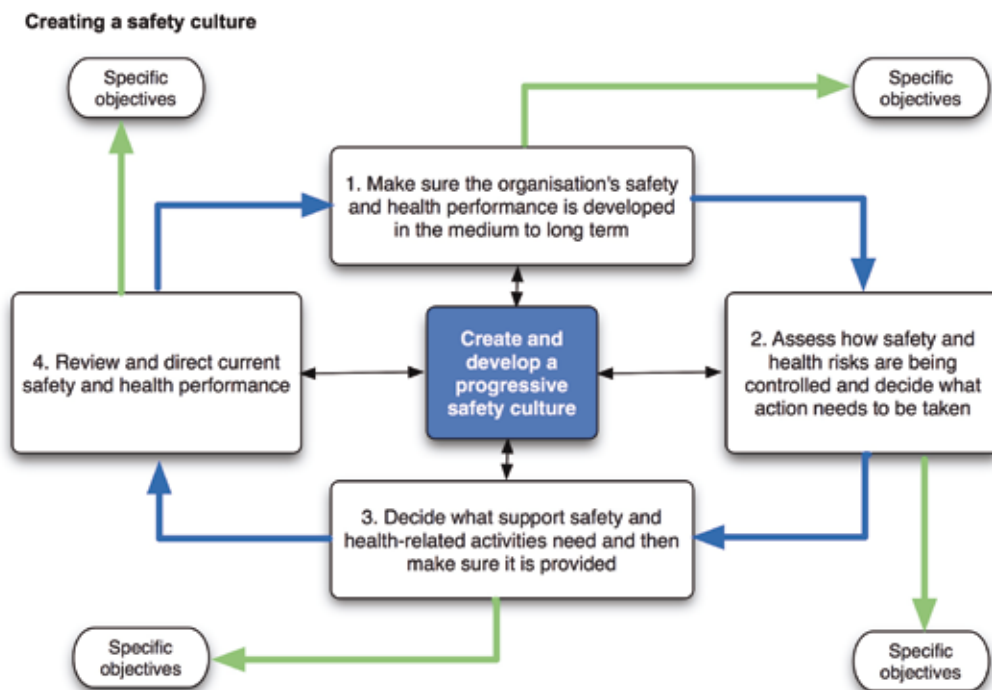 Creating a safety culture
Specific
objectives
Specific
objectives
1. Make sure the organisation's safety
and health performance is developed
in the medium to long term
4. Review and direct current
safety and health performance
Create and
develop a
progressive
safety culture
2. Assess how safety and
health risks are being
controlled and decide what
action needs to be taken
3. Decide what support safety and
health-related activities need and then
make sure it is provided
Specific
objectives
Specific
objectives